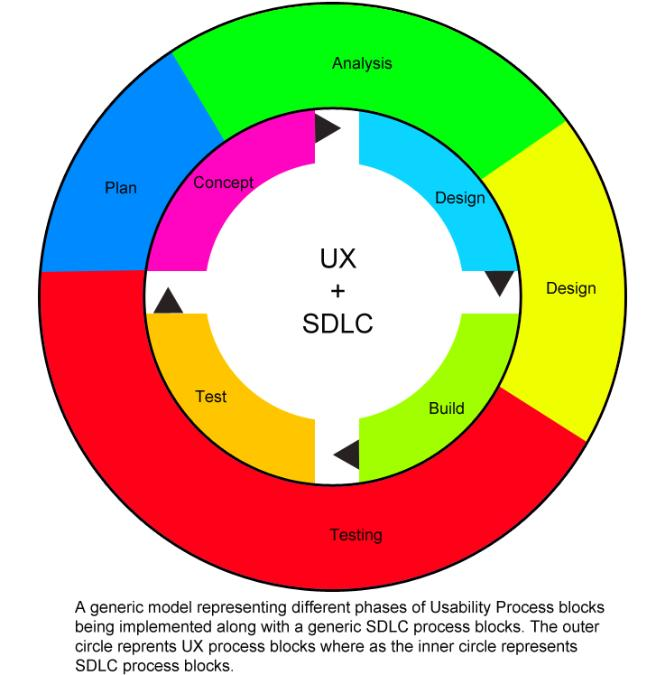 Analysis
Plan
Concept
Design
UX
+
SDLC
Design
Test
Build
Testing
A generic model representing different phases of Usability Process blocks
being implemented along with a generic SDLC process blocks. The outer
circle reprents UX process blocks where as the inner circle represents
SDLC process blocks.